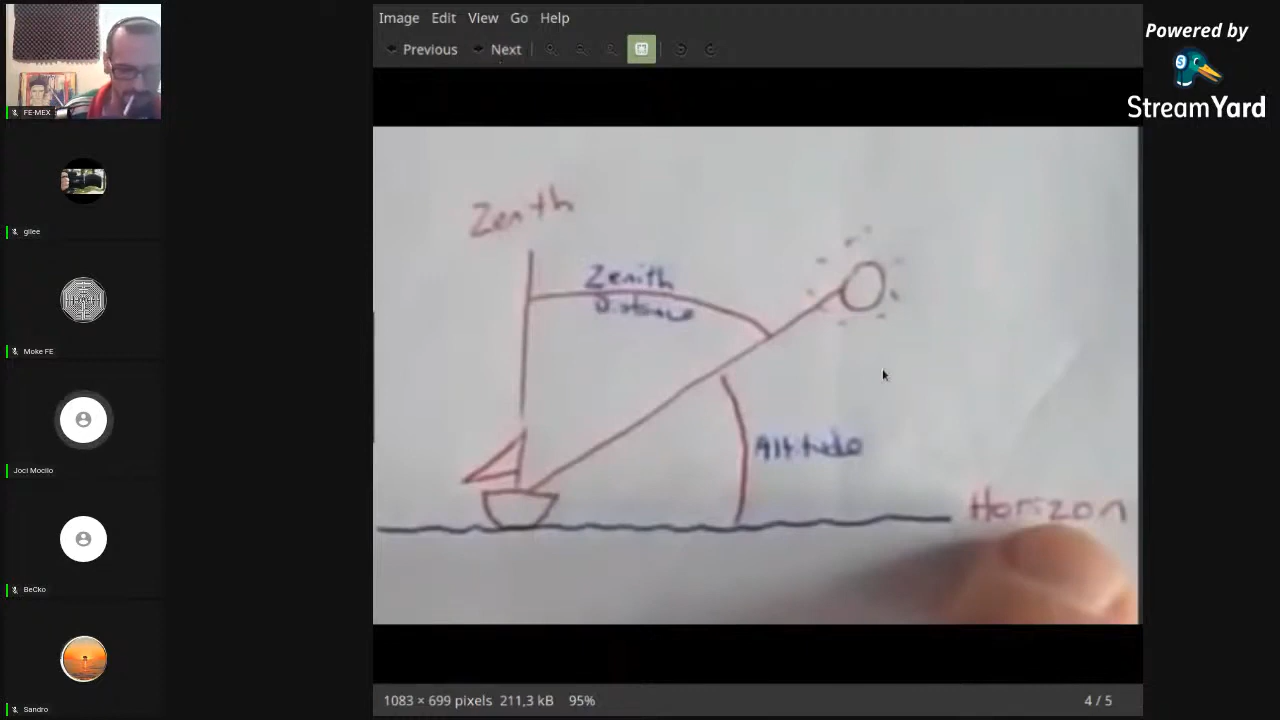 Image Edit View Go Help
Previous Next
Powered by
StreamYard
FE-MEX
gilee
Moke FE
Joci Mocilo
BeCko
Sandro
Zenith
Zenith
Distance
Altitude
Horizon
1083 × 699 pixels 211,3 kB 95% 4 / 5